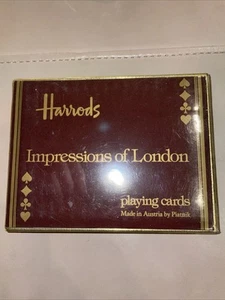 Harrods
Impressions of London
playing cards
Made in Austria by Piatnik